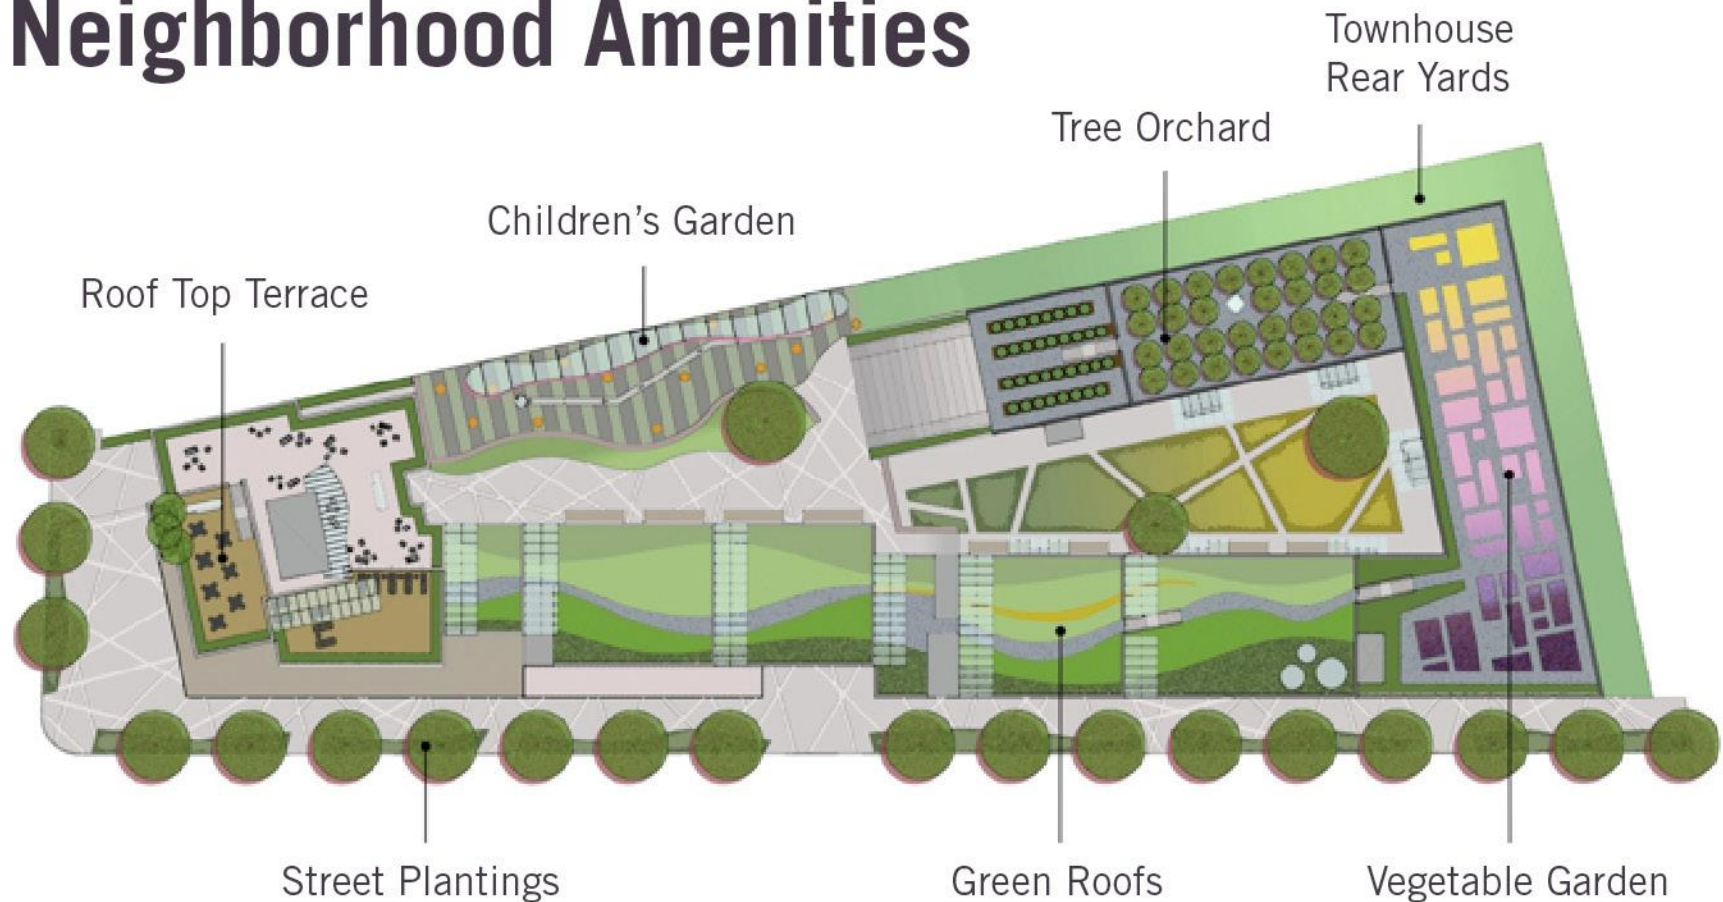 Neighborhood Amenities
Townhouse
Rear Yards
Tree Orchard
Children’s Garden
Roof Top Terrace
Street Plantings
Green Roofs
Vegetable Garden